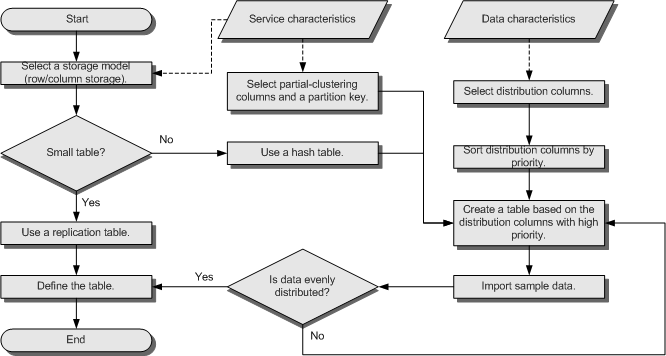 Start
Service characteristics
Data characteristics
Select a storage model
(row/column storage).
Select partial-clustering
columns and a partition key.
Select distribution columns.
Small table?
No
Use a hash table.
Sort distribution columns by
priority.
Yes
Use a replication table.
Create a table based on the
distribution columns with high
priority.
Define the table.
Yes
Is data evenly
distributed?
Import sample data.
No
End